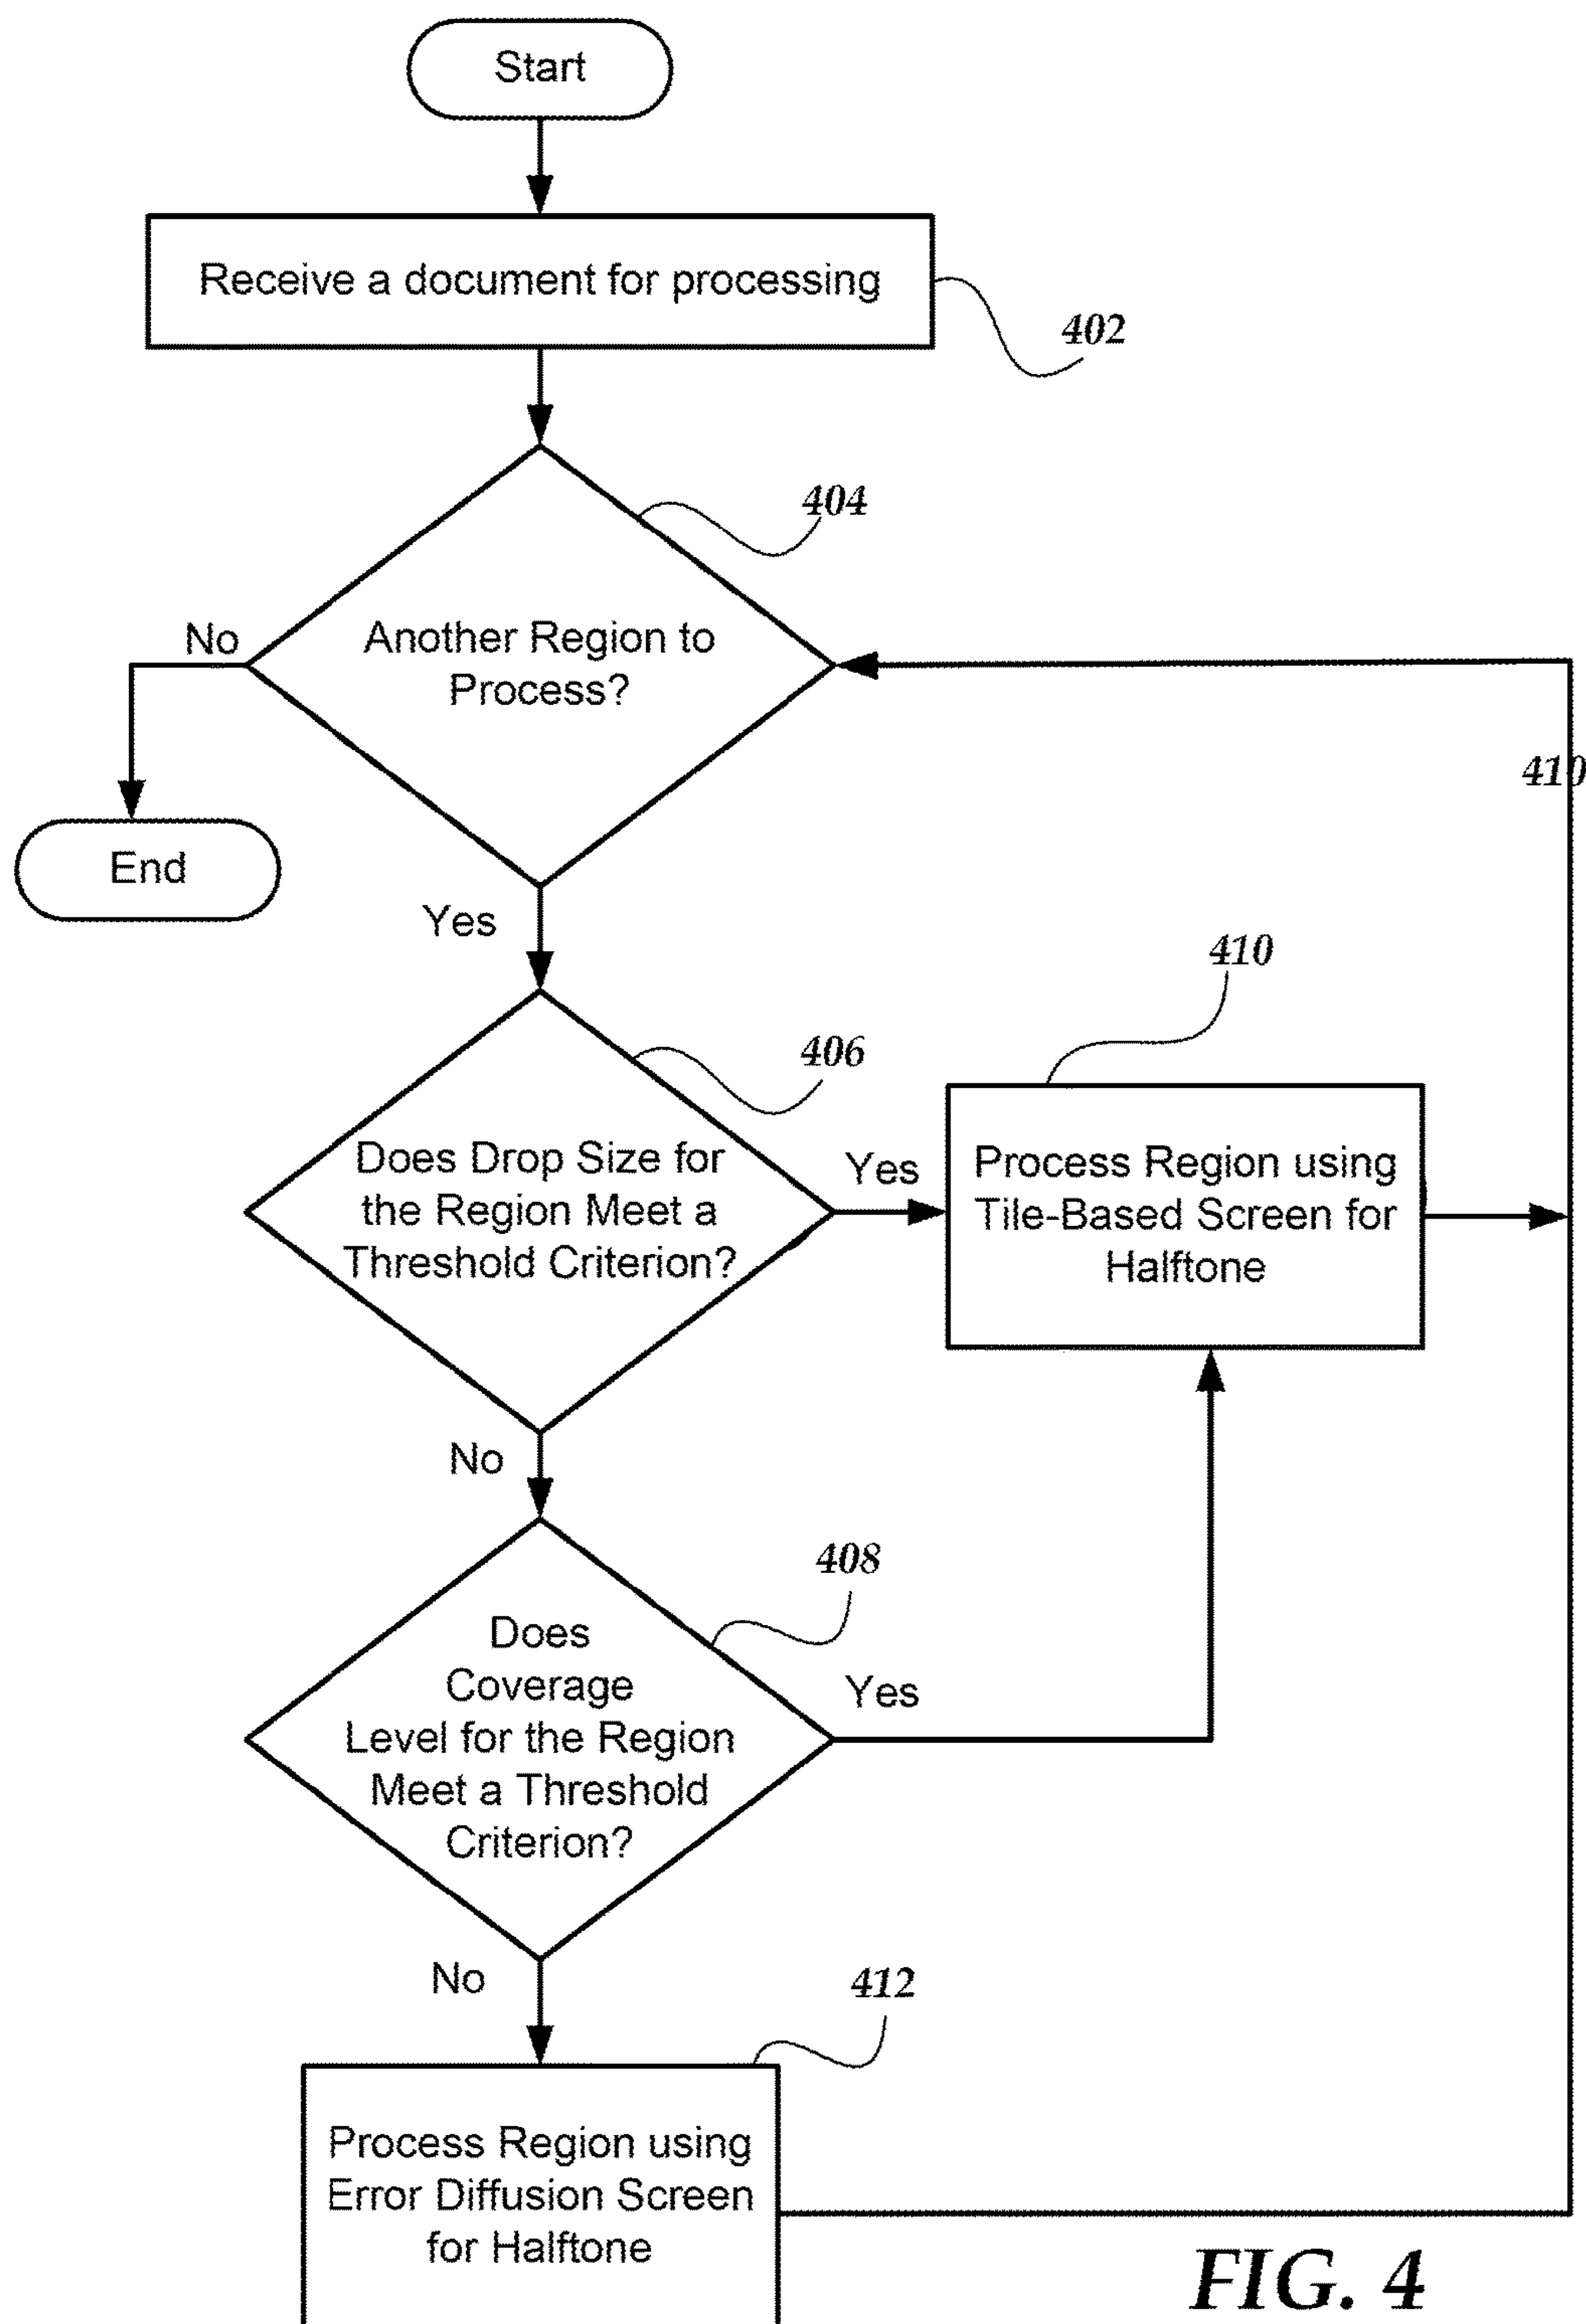 Start
Receive a document for processing
402
404
Another Region to
Process?
No
410
End
Yes
410
406
Does Drop Size for
the Region Meet a
Threshold Criterion?
Yes
Process Region using
Tile-Based Screen for
Halftone
No
408
Does
Coverage
Level for the Region
Meet a Threshold
Criterion?
Yes
No
412
Process Region using
Error Diffusion Screen
for Halftone
FIG. 4